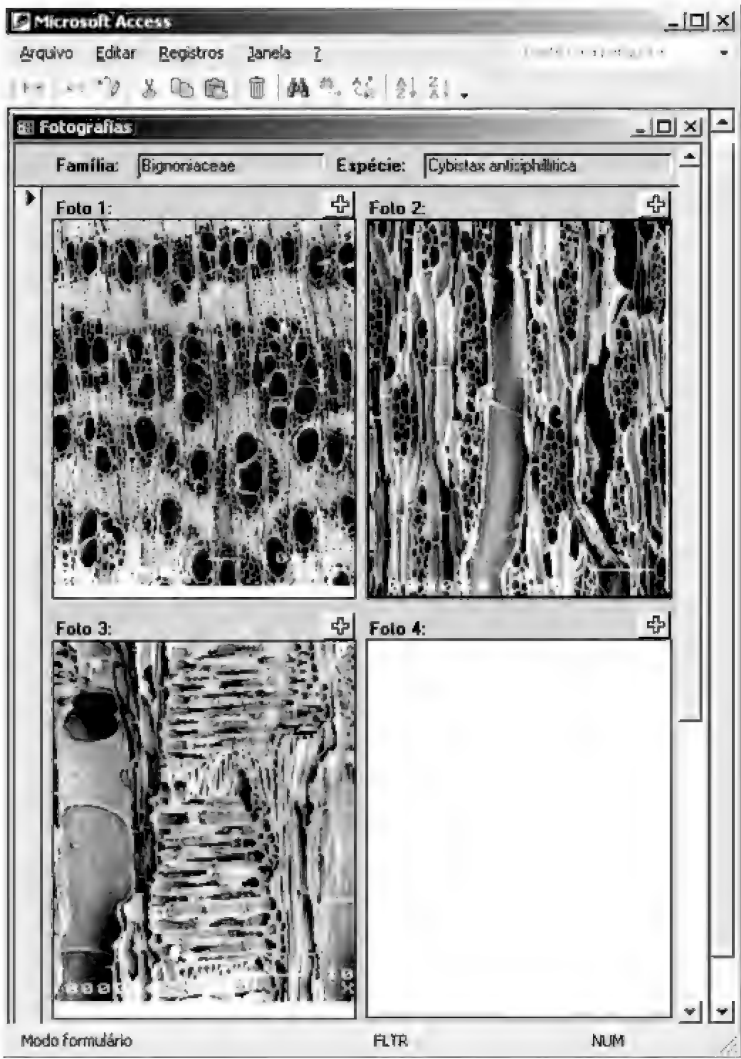 Microsoft Access
Arquivo Editar Registros Janela ?
Fotografias
Família: Bignoniaceae Espécie: Cybistax antisiphillitica
Foto 1: Foto 2:
Foto 3: Foto 4:
Modo formulário FLTR NUM